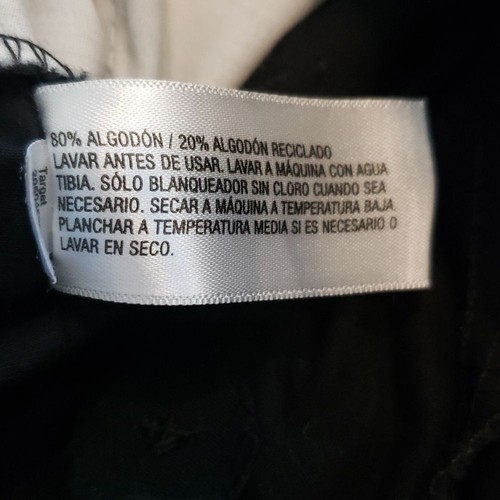 80% ALGODÓN / 20% ALGODÓN RECICLADO
LAVAR ANTES DE USAR. LAVAR A MÁQUINA CON AGUA
TIBIA. SÓLO BLANQUEADOR SIN CLORO CUANDO SEA
NECESARIO. SECAR A MÁQUINA A TEMPERATURA BAJA.
PLANCHAR A TEMPERATURA MEDIA SI ES NECESARIO O
LAVAR EN SECO.
Target